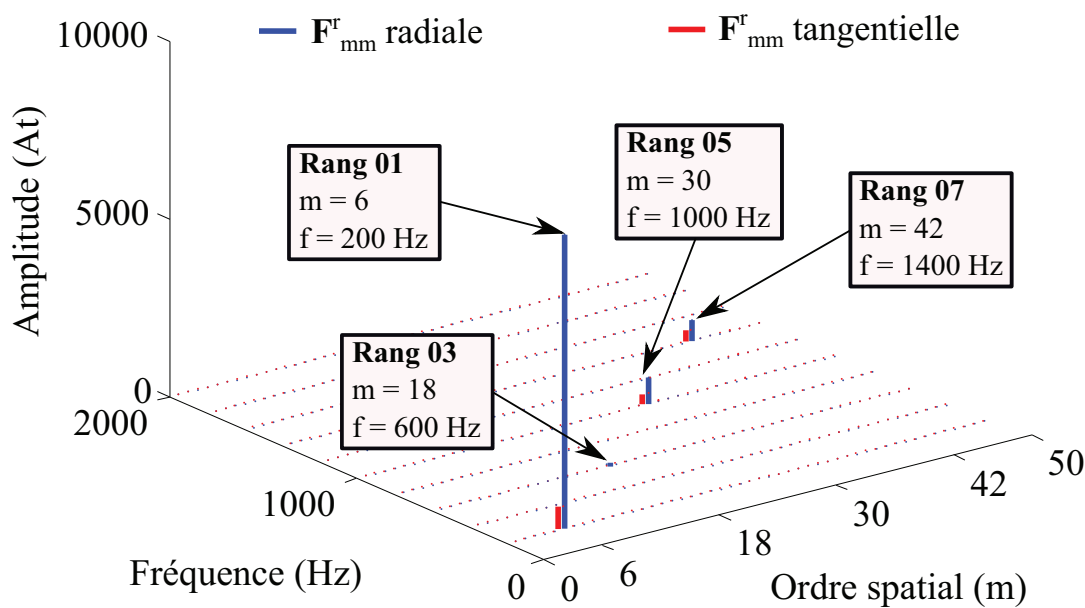 F^r_mm radiale
F^r_mm tangentielle
10000
5000
0
Amplitude (At)
Rang 01
m = 6
f = 200 Hz
Rang 05
m = 30
f = 1000 Hz
Rang 07
m = 42
f = 1400 Hz
Rang 03
m = 18
f = 600 Hz
2000
1000
0
Fréquence (Hz)
0
6
18
30
42
50
Ordre spatial (m)